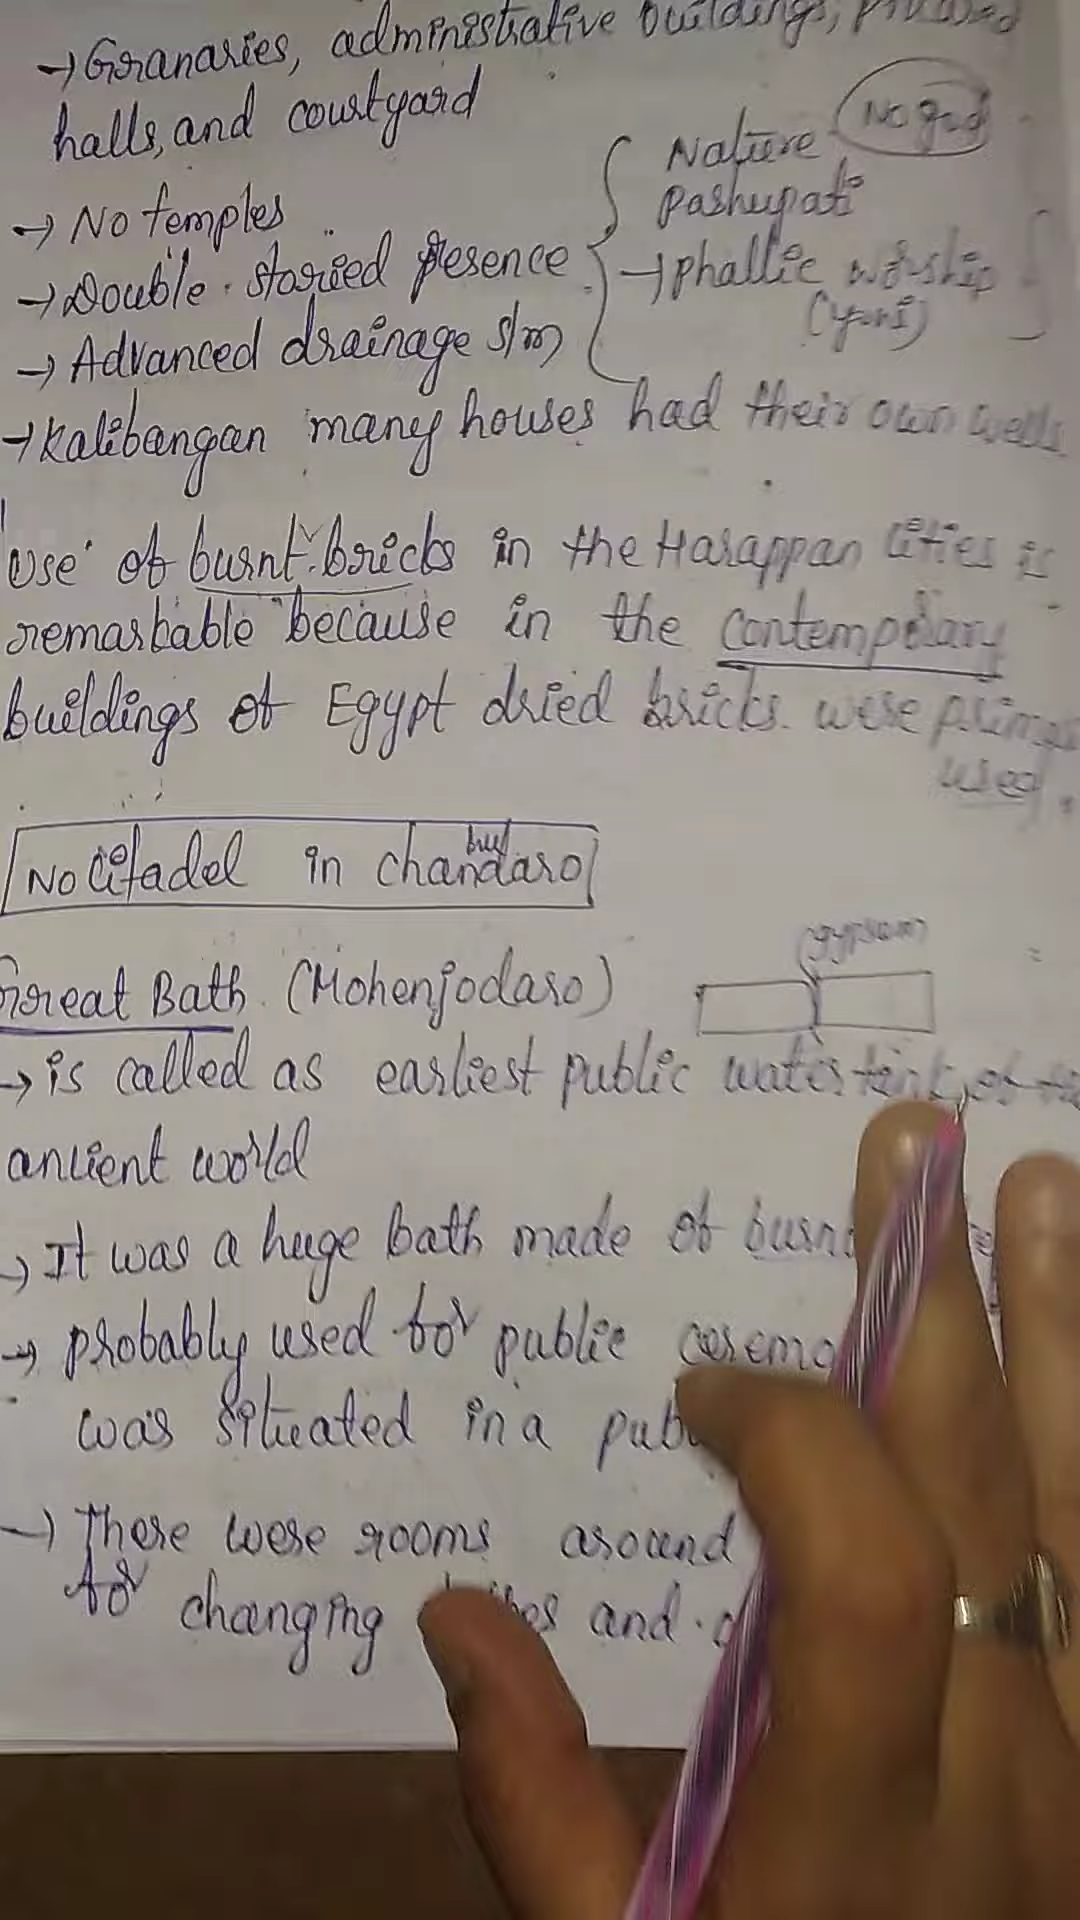 → Granaries, administrative buildings, pillared
halls, and courtyard
→ No temples
→ Double storied presence
→ Advanced drainage s/m
Nature No god
Pashupati
→ phallic worship
(yoni)
→ Kalibangan many houses had their own wells.
Use of burnt bricks in the Harappan Cities is
remarkable because in the contemporary
buildings of Egypt dried bricks were
used.
No Citadel in chandaro
Great Bath (Mohenjodaro)
(gypsum)
→ is called as earliest public water tank of
ancient world
→ It was a huge bath made of
→ probably used for public
was situated in a
→ There were rooms around
for changing and